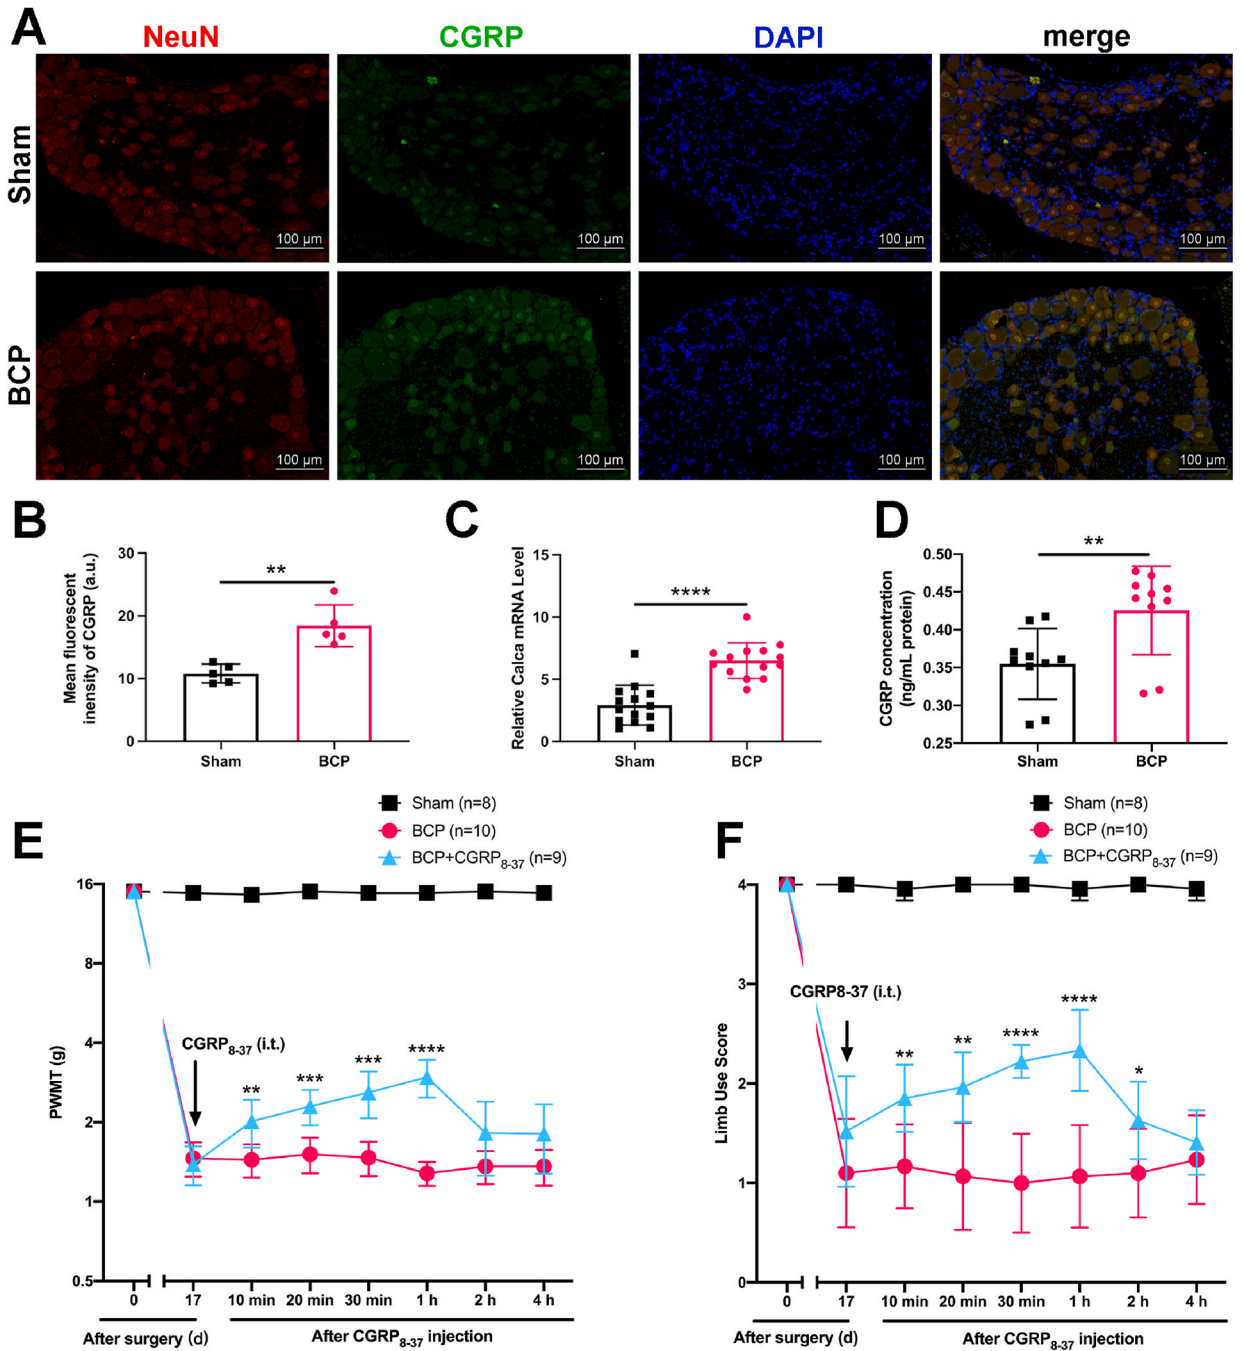 A
NeuN CGRP DAPI merge
Sham
100 µm 100 µm 100 µm 100 µm
BCP
100 µm 100 µm 100 µm 100 µm
B
Mean fluorescent
inensity of CGRP (a.u.)
30
20
10
0
**
Sham BCP
C
Relative Calca mRNA Level
15
10
5
0
****
Sham BCP
D
CGRP concentration
(ng/mL protein)
0.50
0.45
0.40
0.35
0.30
0.25
**
Sham BCP
E
Sham (n=8)
BCP (n=10)
BCP+CGRP8-37 (n=9)
PWMT (g)
16
8
4
2
1
0.5
CGRP8-37 (i.t.)
** *** *** ****
0 17 10 min 20 min 30 min 1 h 2 h 4 h
After surgery (d) After CGRP8-37 injection
F
Sham (n=8)
BCP (n=10)
BCP+CGRP8-37 (n=9)
Limb Use Score
4
3
2
1
0
CGRP8-37 (i.t.)
** ** **** **** *
0 17 10 min 20 min 30 min 1 h 2 h 4 h
After surgery (d) After CGRP8-37 injection